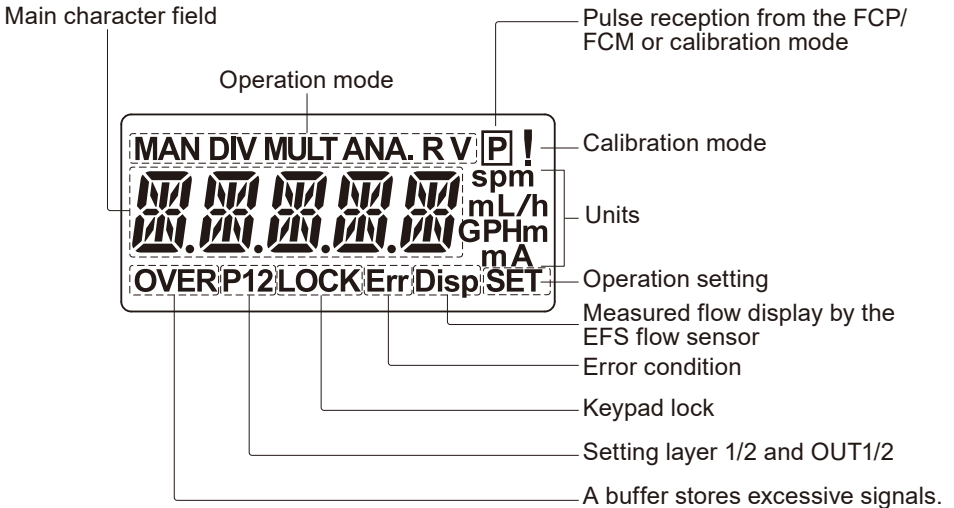 Main character field
Pulse reception from the FCP/
FCM or calibration mode
Operation mode
MAN DIV MULT ANA. R V P !
Calibration mode
spm
mL/h
Units
GPHm
mA
OVER P12 LOCK Err Disp SET
Operation setting
Measured flow display by the
EFS flow sensor
Error condition
Keypad lock
Setting layer 1/2 and OUT1/2
A buffer stores excessive signals.